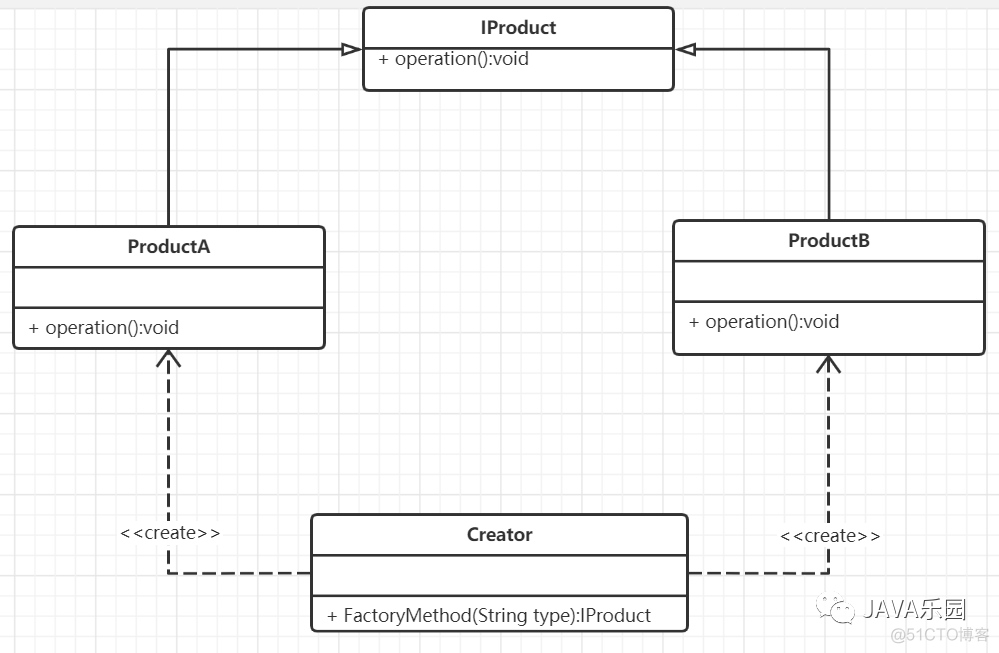 IProduct
+ operation():void
ProductA
+ operation():void
ProductB
+ operation():void
<<create>>
<<create>>
Creator
+ FactoryMethod(String type):IProduct
JAVA乐园
@51CTO博客